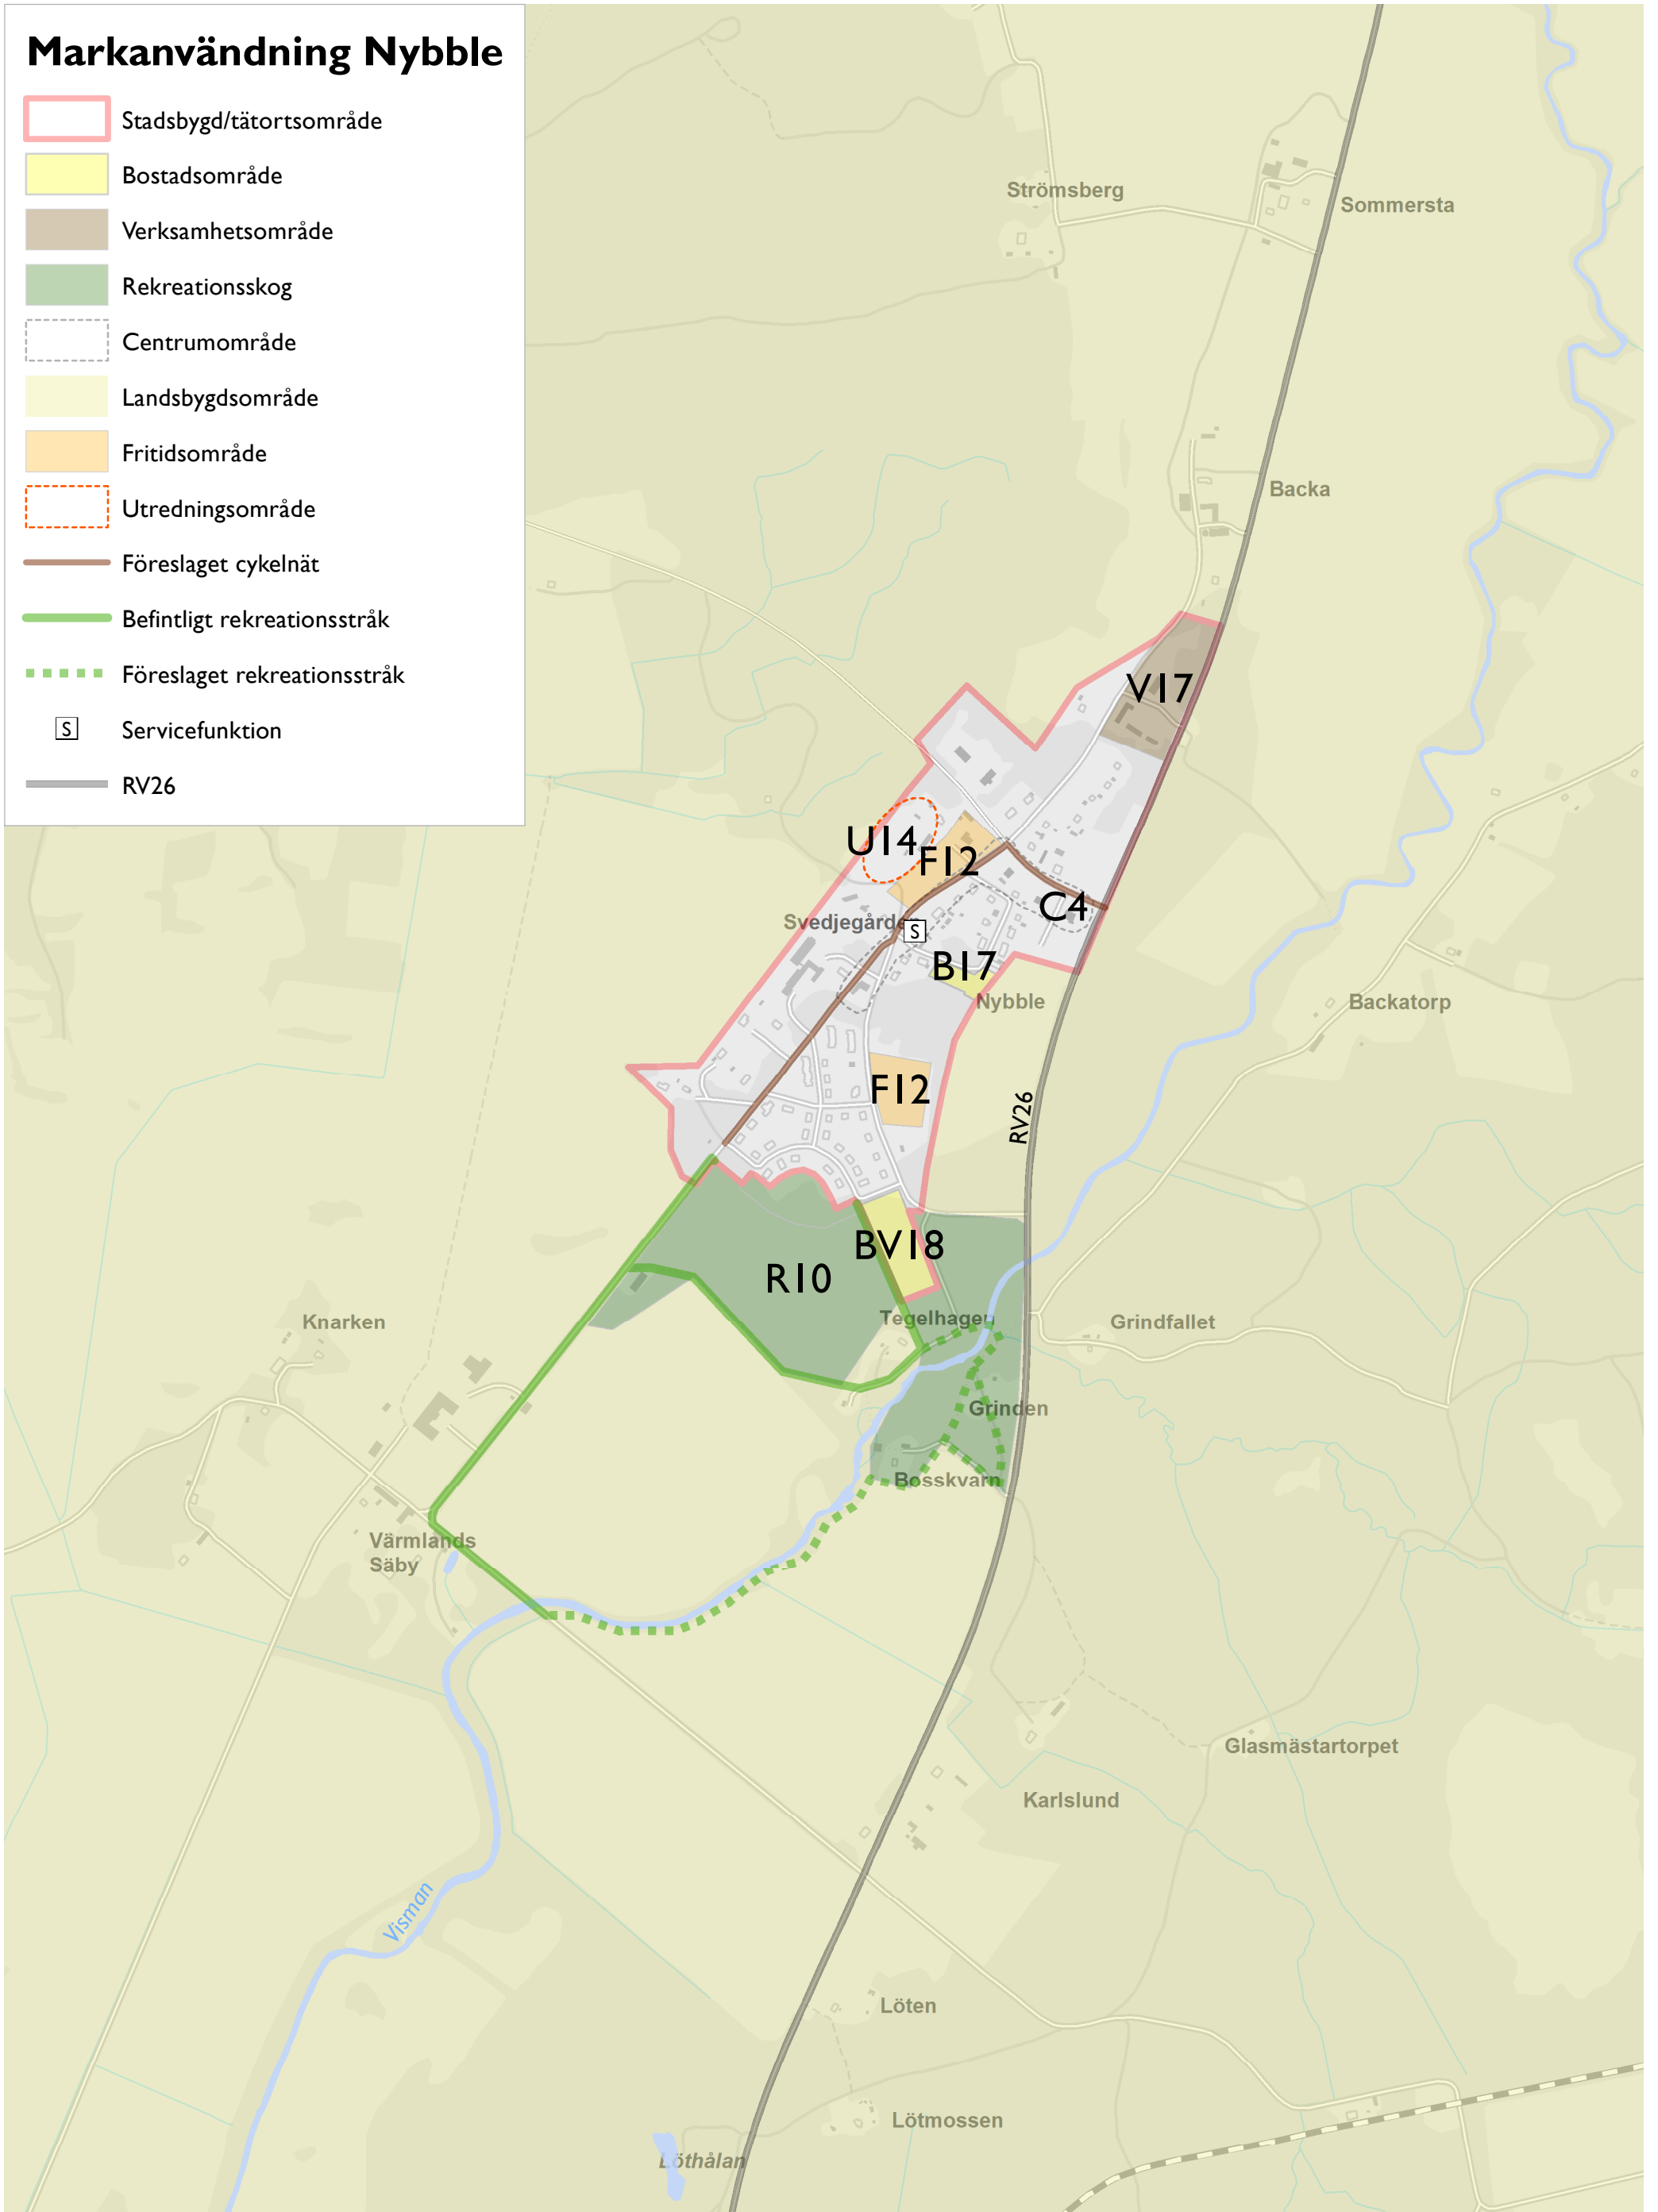 Markanvändning Nybble
Stadsbygd/tätortsområde
Bostadsområde
Verksamhetsområde
Rekreationsskog
Centrumområde
Landsbygdsområde
Fritidsområde
Utredningsområde
Föreslaget cykelnät
Befintligt rekreationsstråk
Föreslaget rekreationsstråk
S Servicefunktion
RV26
Strömsberg
Sommersta
Backa
V17
U14
F12
C4
Svedjegården
S
B17
Nybble
Backatorp
F12
RV26
BV18
R10
Tegelhagen
Knarken
Grindfallet
Grinden
Bosskvarn
Värmlands
Säby
Glasmästartorpet
Karlslund
Visman
Löten
Lötmossen
Löthålan